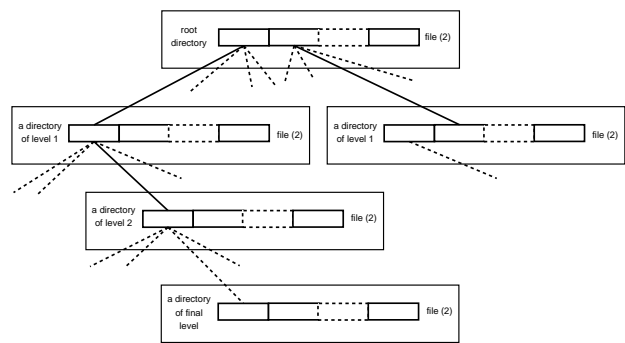 root
directory
file (2)
a directory
of level 1
file (2)
a directory
of level 1
file (2)
a directory
of level 2
file (2)
a directory
of final
level
file (2)